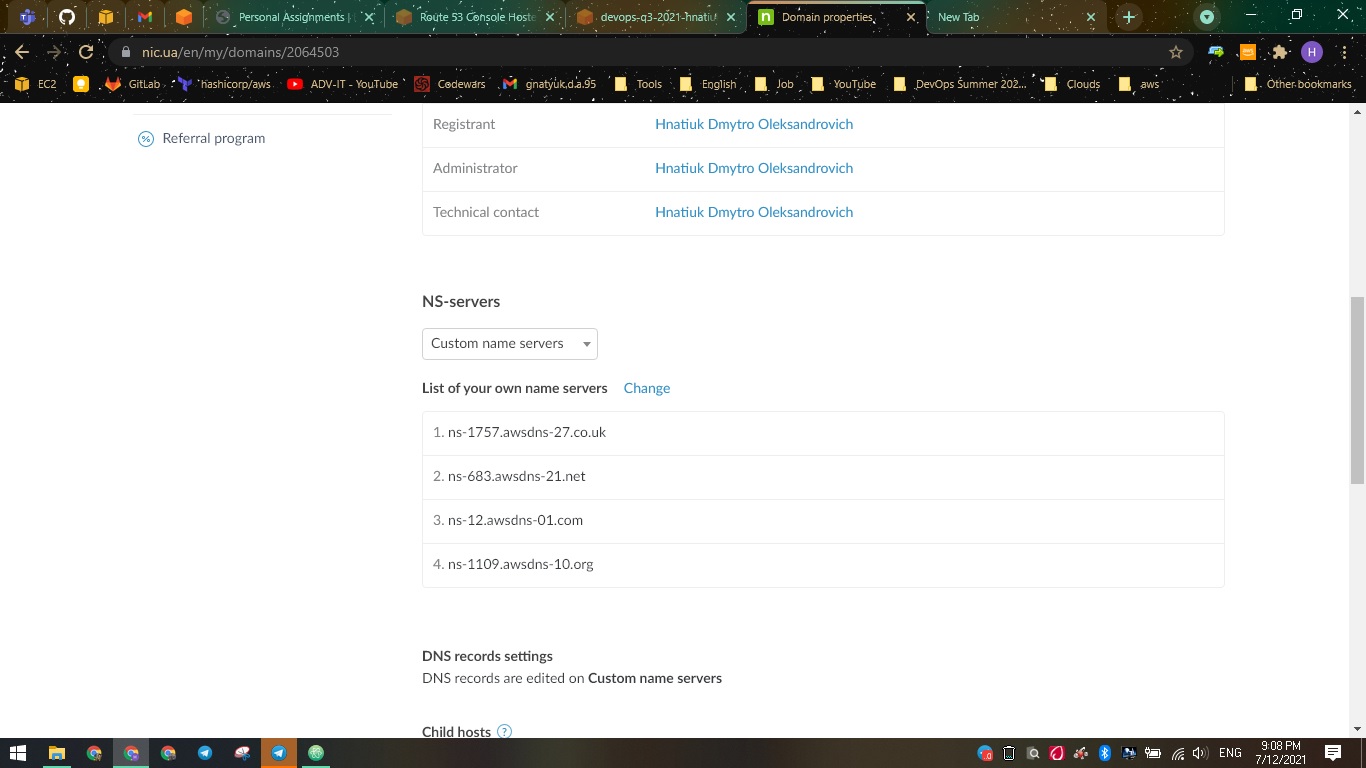 Personal Assignments |
Route 53 Console Hoste
devops-q3-2021-hnatiu
Domain properties
New Tab
nic.ua/en/my/domains/2064503
H
EC2
GitLab
hashicorp/aws
ADV-IT - YouTube
Codewars
gnatyuk.d.a.95
Tools
English
Job
YouTube
DevOps Summer 202...
Clouds
aws
Other bookmarks
Referral program
Registrant Hnatiuk Dmytro Oleksandrovich
Administrator Hnatiuk Dmytro Oleksandrovich
Technical contact Hnatiuk Dmytro Oleksandrovich
NS-servers
Custom name servers
List of your own name servers Change
1. ns-1757.awsdns-27.co.uk
2. ns-683.awsdns-21.net
3. ns-12.awsdns-01.com
4. ns-1109.awsdns-10.org
DNS records settings
DNS records are edited on Custom name servers
Child hosts ?
ENG
9:08 PM
7/12/2021